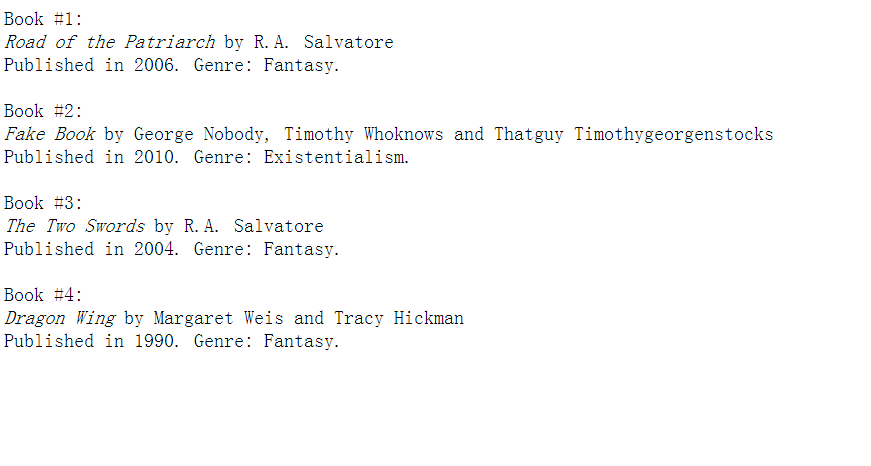 Book #1:
Road of the Patriarch by R.A. Salvatore
Published in 2006. Genre: Fantasy.
Book #2:
Fake Book by George Nobody, Timothy Whoknows and Thatguy Timothygeorgenstocks
Published in 2010. Genre: Existentialism.
Book #3:
The Two Swords by R.A. Salvatore
Published in 2004. Genre: Fantasy.
Book #4:
Dragon Wing by Margaret Weis and Tracy Hickman
Published in 1990. Genre: Fantasy.